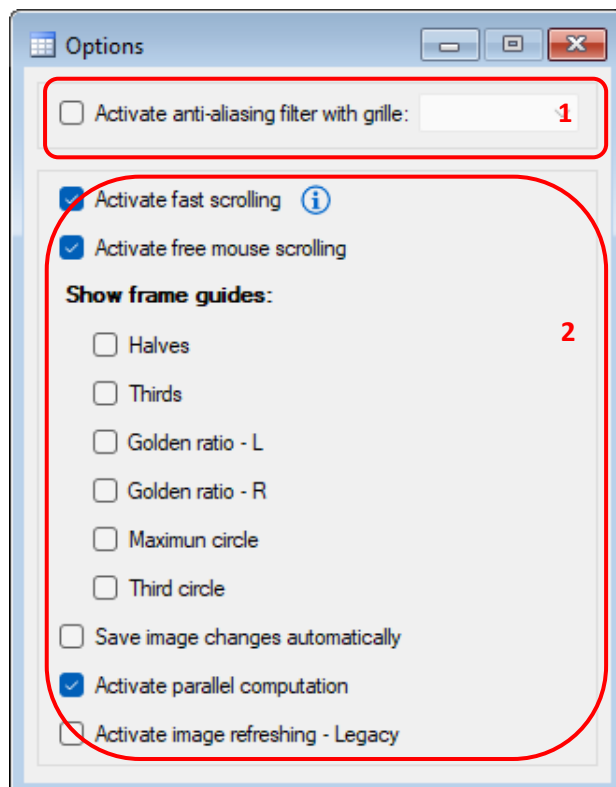 Options
Activate anti-aliasing filter with grille: 1
Activate fast scrolling
Activate free mouse scrolling
Show frame guides:
2
Halves
Thirds
Golden ratio - L
Golden ratio - R
Maximun circle
Third circle
Save image changes automatically
Activate parallel computation
Activate image refreshing - Legacy